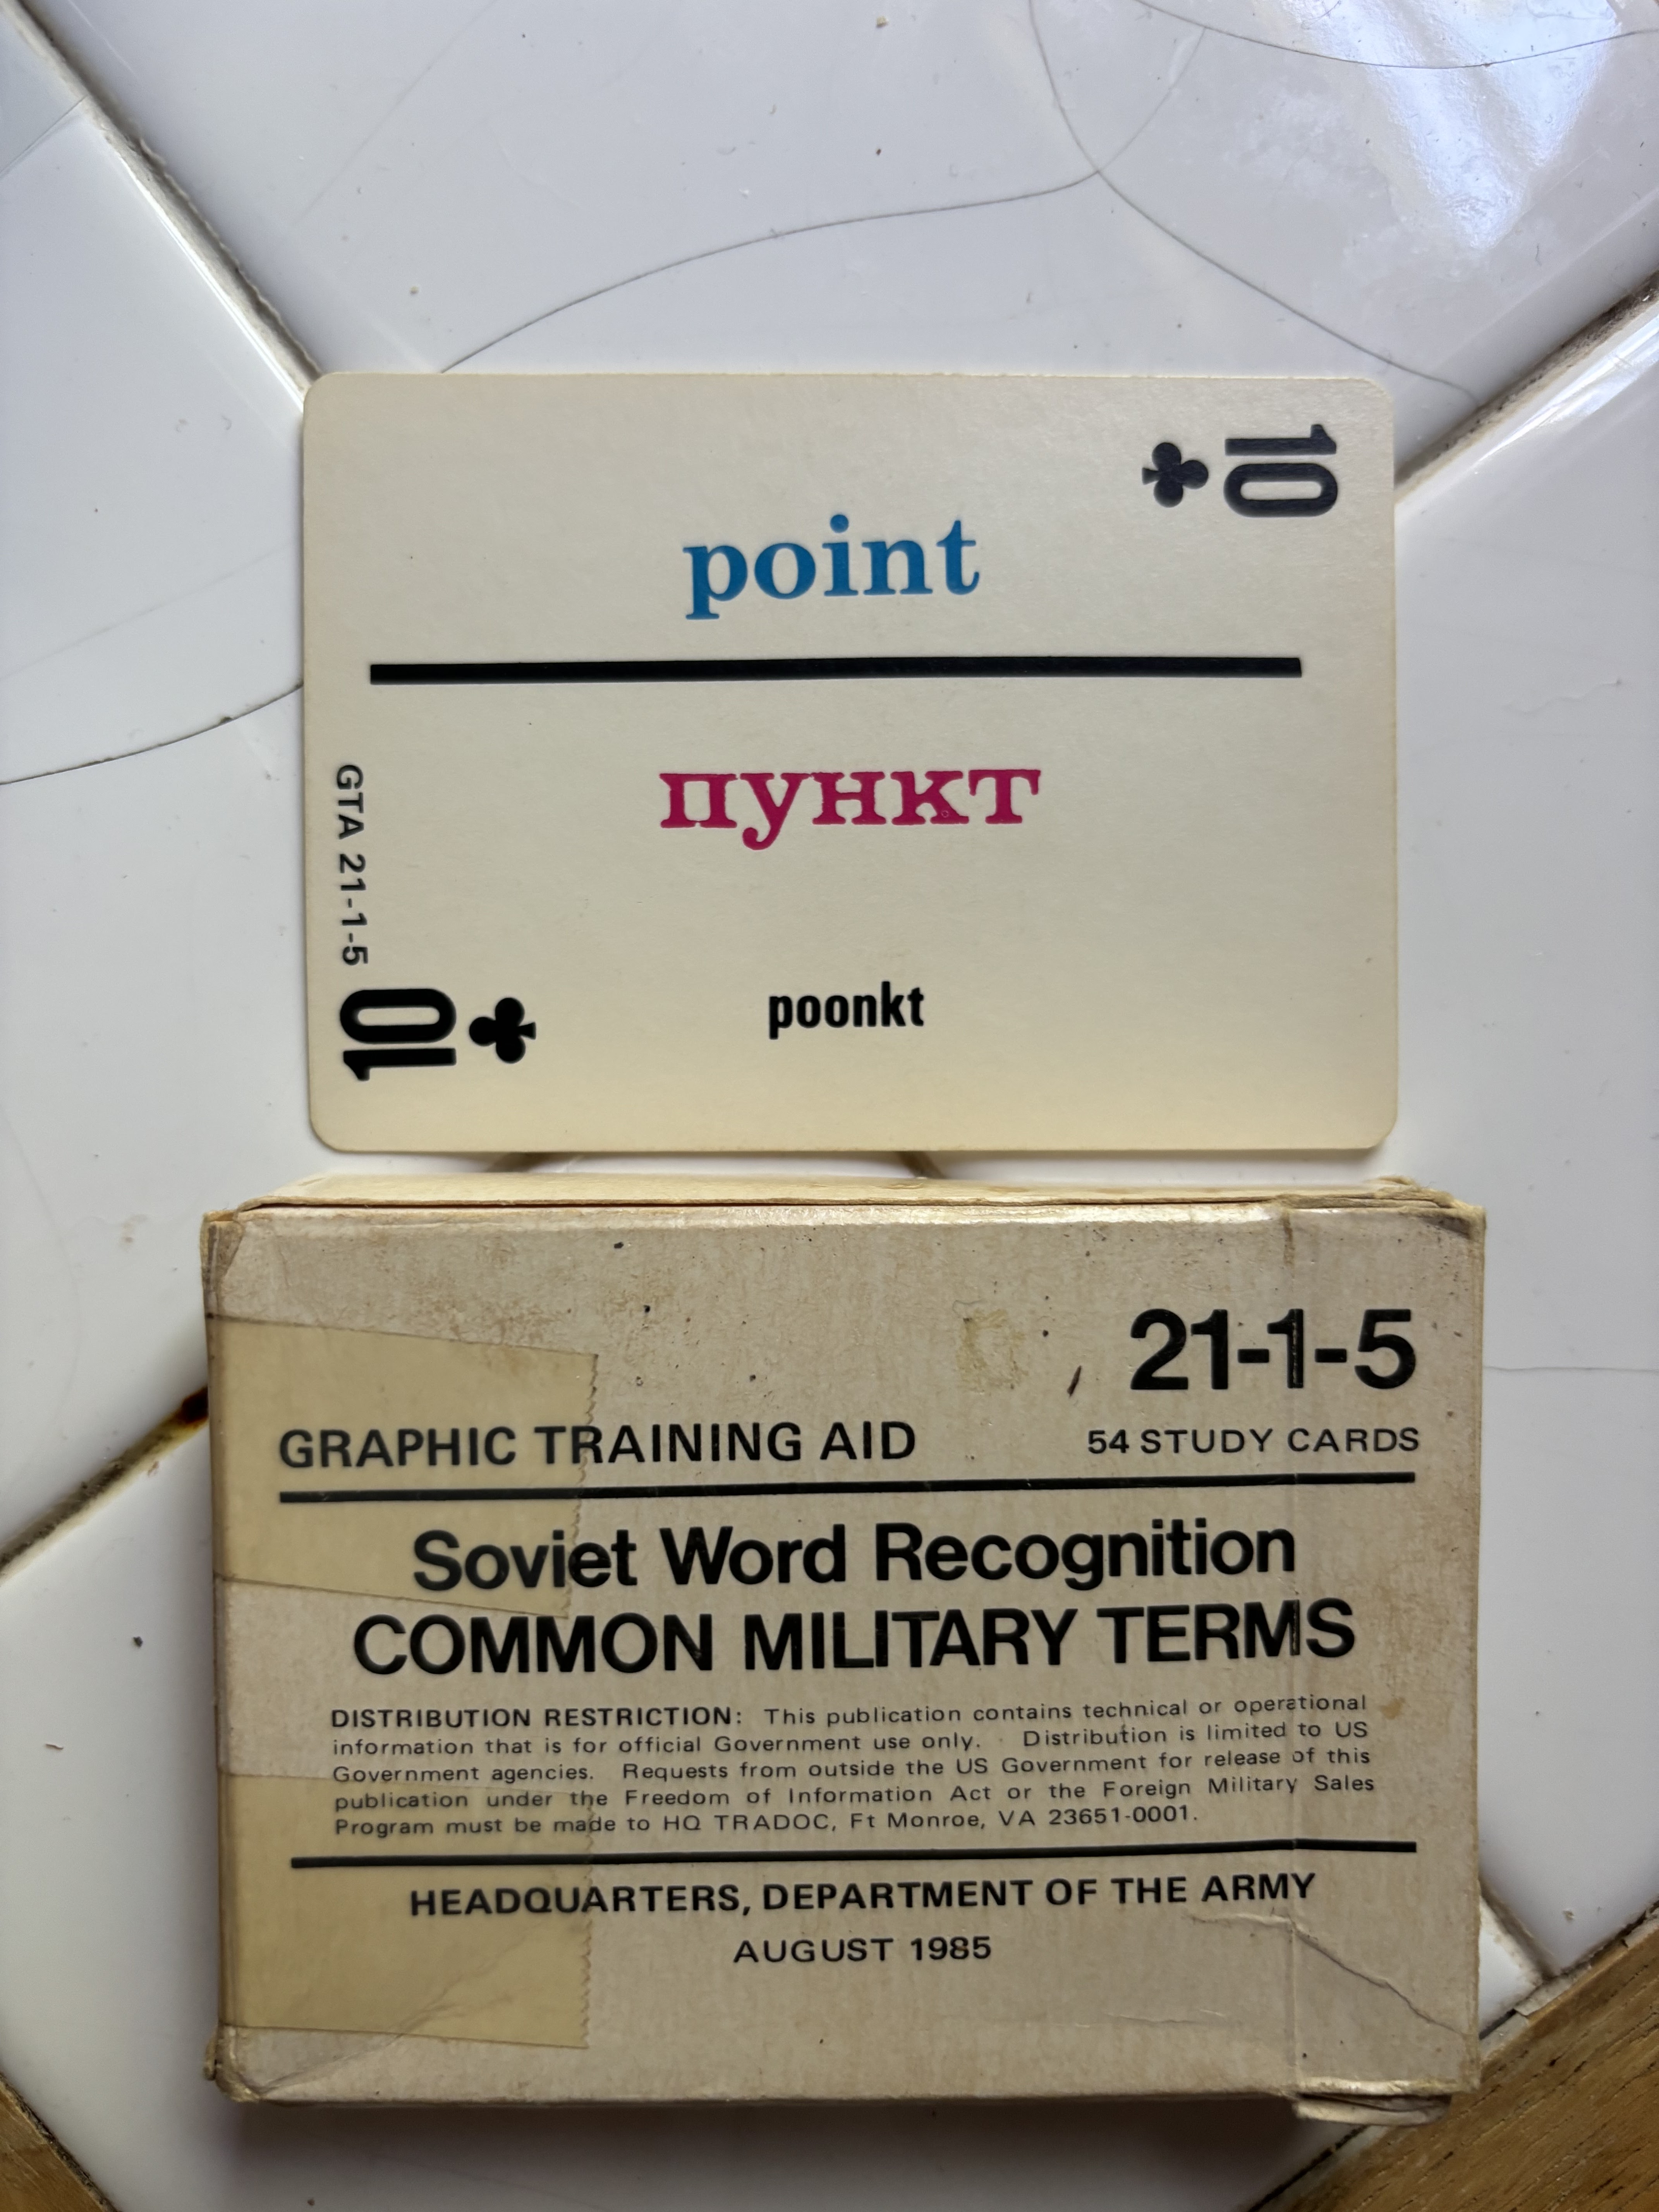 10♣
point
пункт
poonkt
GTA 21-1-5
10♣
21-1-5
GRAPHIC TRAINING AID 54 STUDY CARDS
Soviet Word Recognition
COMMON MILITARY TERMS
DISTRIBUTION RESTRICTION: This publication contains technical or operational
information that is for official Government use only. Distribution is limited to US
Government agencies. Requests from outside the US Government for release of this
publication under the Freedom of Information Act or the Foreign Military Sales
Program must be made to HQ TRADOC, Ft Monroe, VA 23651-0001.
HEADQUARTERS, DEPARTMENT OF THE ARMY
AUGUST 1985